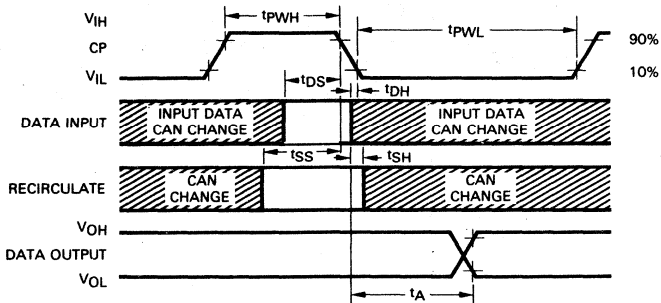 VIH
tPWH
tPWL
CP
90%
VIL
tDS
tDH
10%
DATA INPUT
INPUT DATA
CAN CHANGE
INPUT DATA
CAN CHANGE
tSS
tSH
RECIRCULATE
CAN
CHANGE
CAN
CHANGE
VOH
DATA OUTPUT
VOL
tA